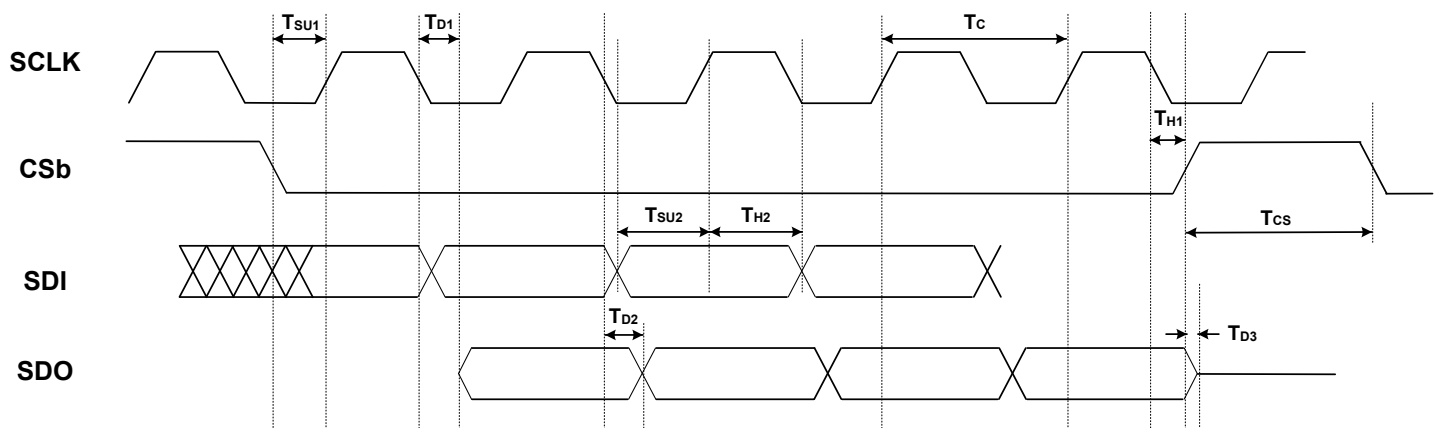 TSU1 TD1 TC
SCLK
TH1
CSb
TSU2 TH2 TCS
SDI
TD2 TD3
SDO